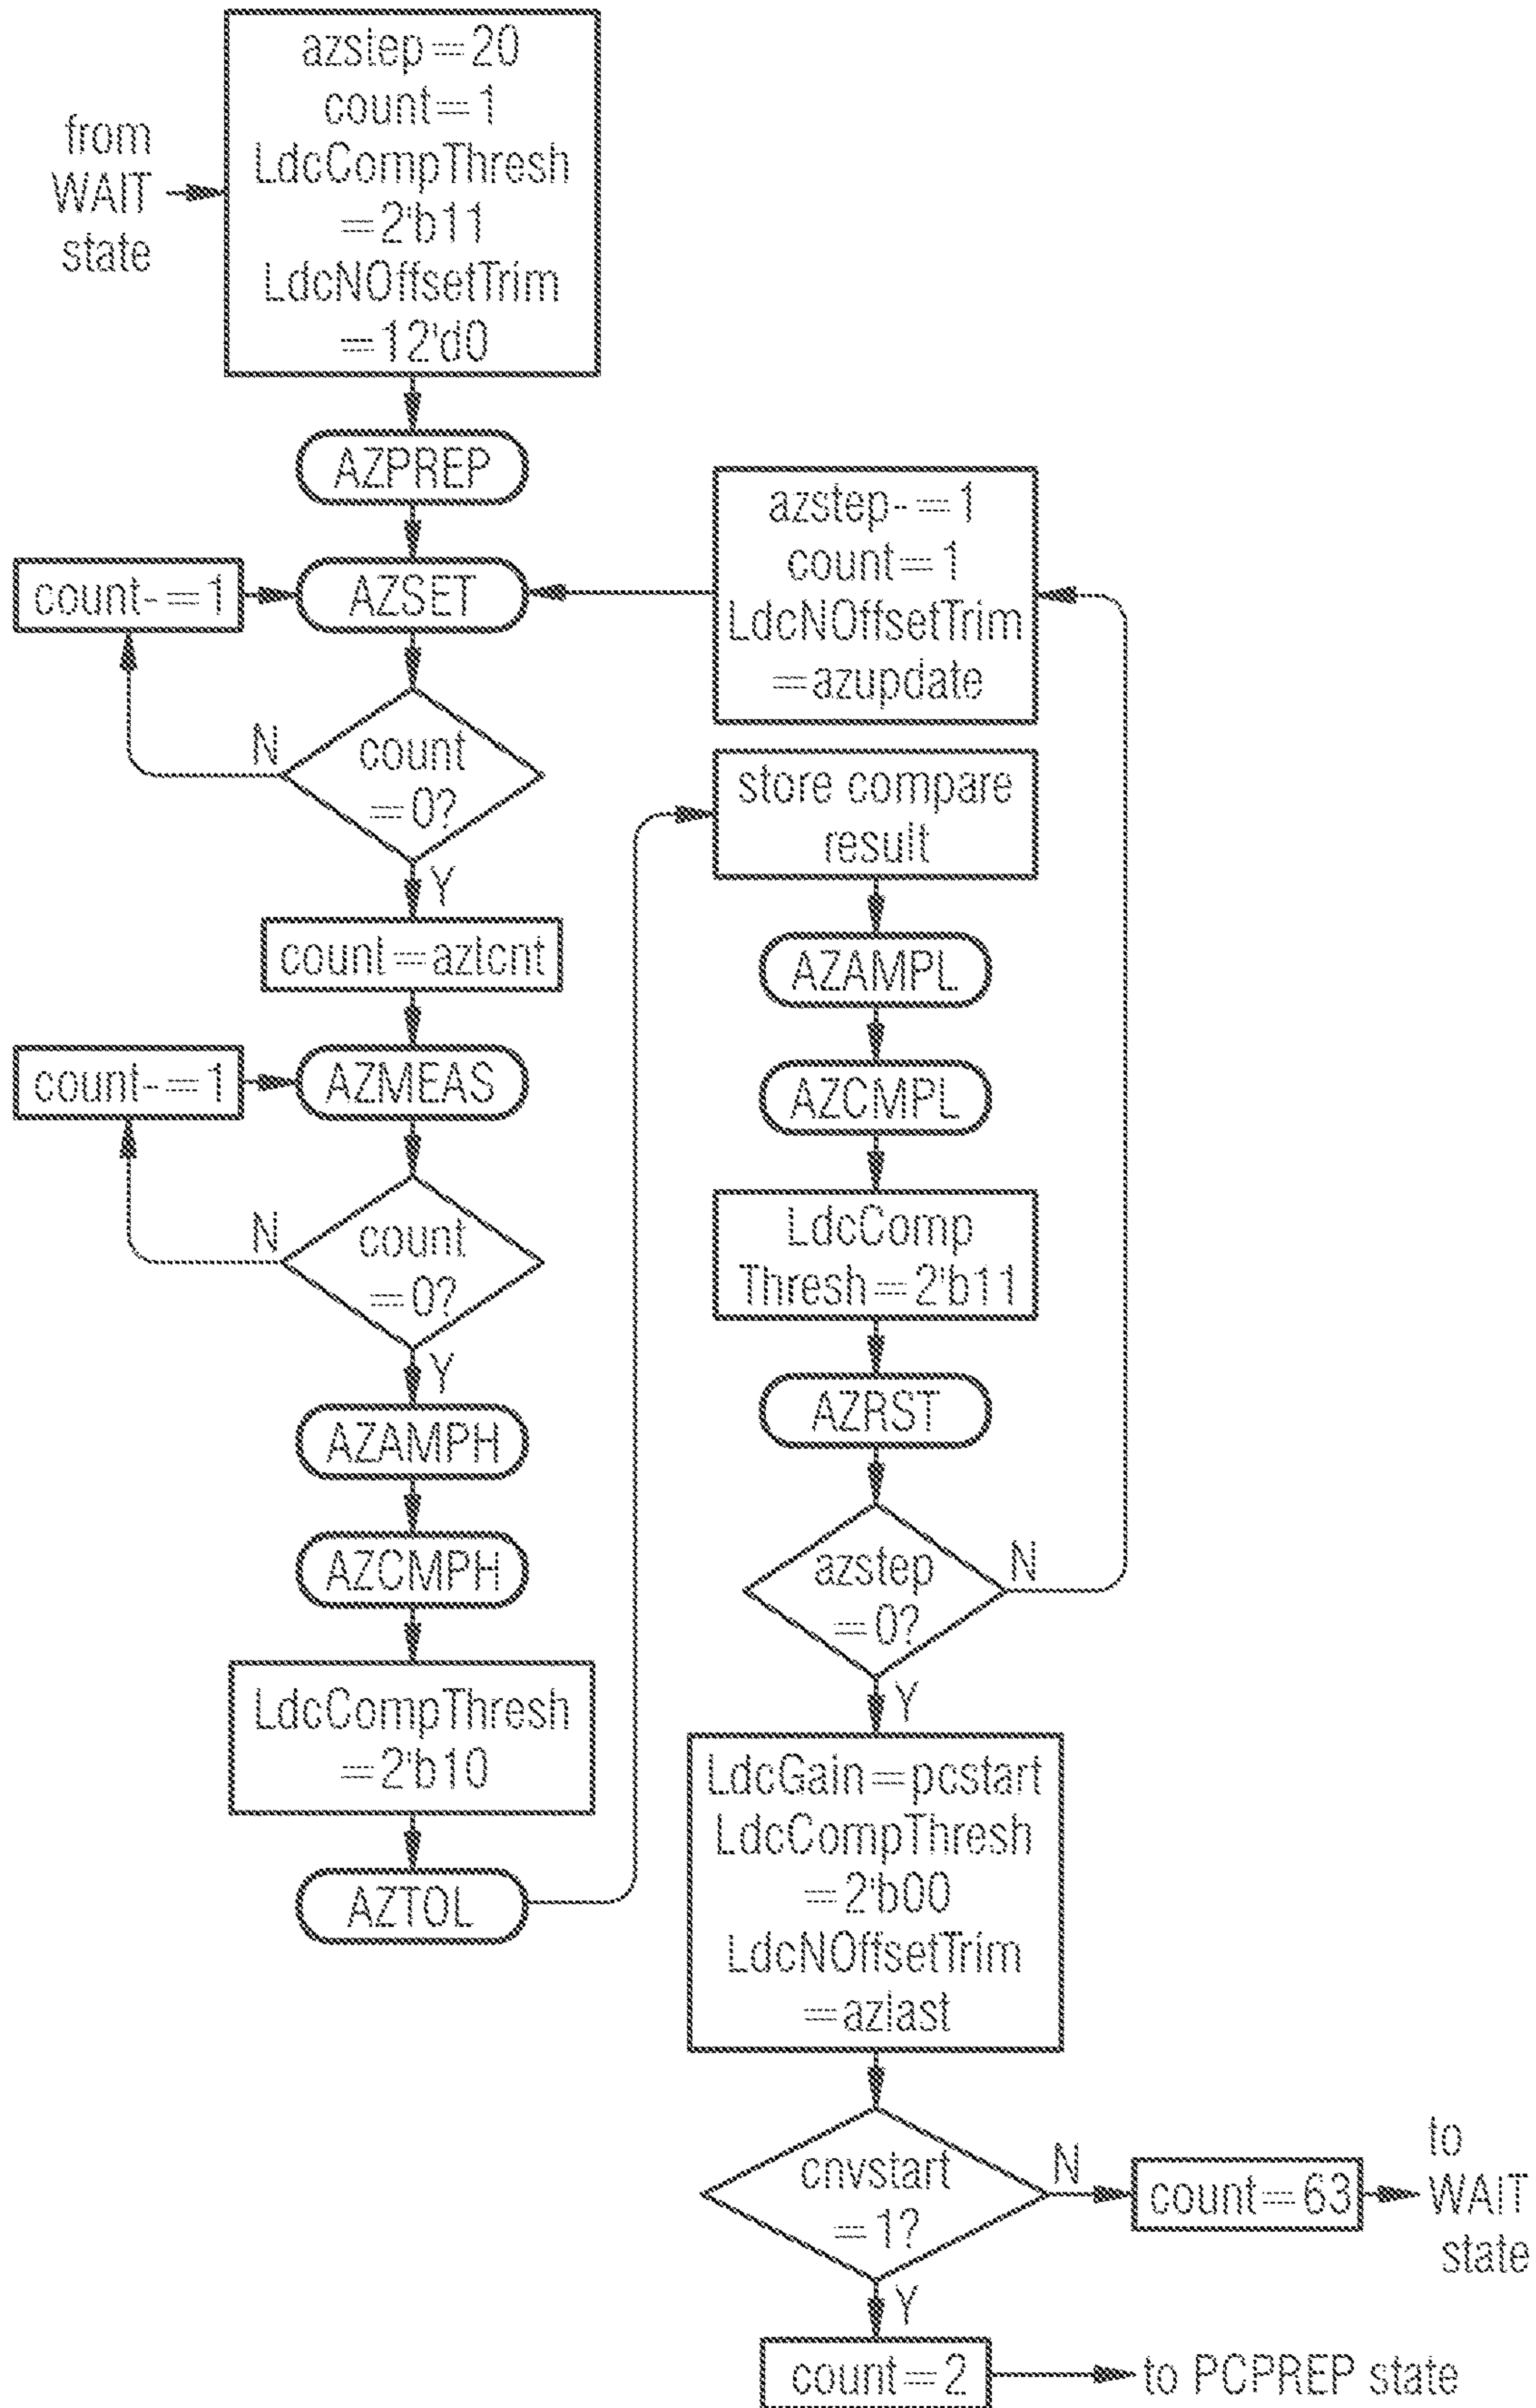 from
WAIT
state
azstep=20
count=1
LdcCompThresh
=2'b11
LdcNOffsetTrim
=12'd0
AZPREP
count-=1
AZSET
N
count
=0?
Y
count=aztcnt
count-=1
AZMEAS
N
count
=0?
Y
AZAMPH
AZCMPH
LdcCompThresh
=2'b10
AZTOL
azstep-=1
count=1
LdcNOffsetTrim
=azupdate
store compare
result
AZAMPL
AZCMPL
LdcComp
Thresh=2'b11
AZRST
azstep
=0?
N
Y
LdcGain=pcstart
LdcCompThresh
=2'b00
LdcNOffsetTrim
=azlast
cnvstart
=1?
N
count=63
to
WAIT
state
Y
count=2
to PCPREP state